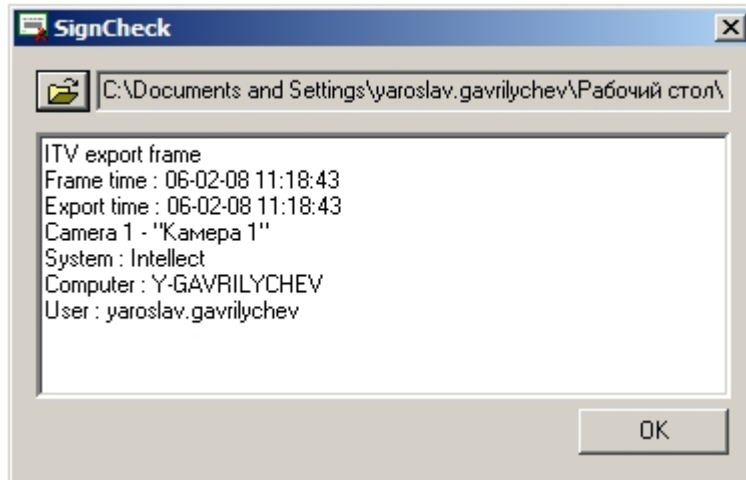 SignCheck
C:\Documents and Settings\yaroslav.gavrilychev\Рабочий стол\
ITV export frame
Frame time : 06-02-08 11:18:43
Export time : 06-02-08 11:18:43
Camera 1 - "Камера 1"
System : Intellect
Computer : Y-GAVRILYCHEV
User : yaroslav.gavrilychev
OK